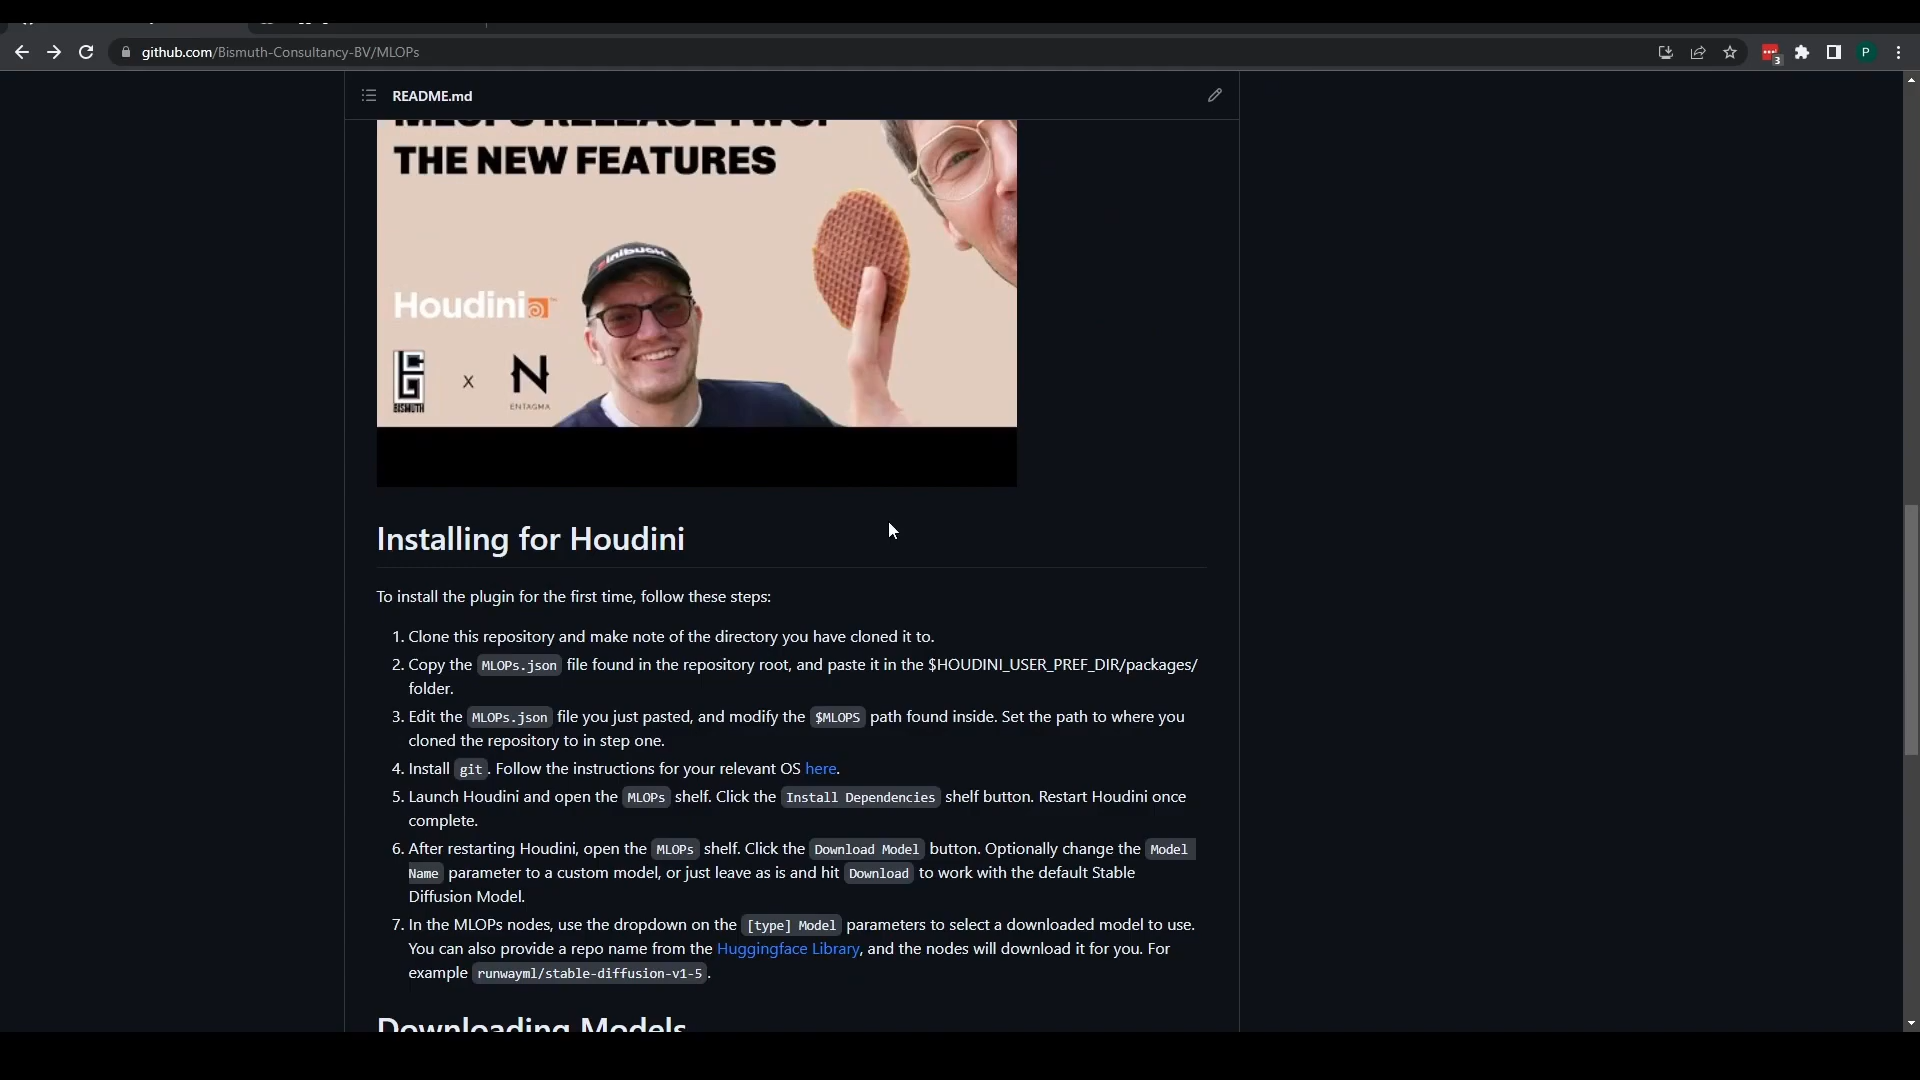 github.com/Bismuth-Consultancy-BV/MLOPs
3
P
README.md
MLOPS RELEASE TWO:
THE NEW FEATURES
Houdini
BISMUTH
X
N
ENTAGMA
Installing for Houdini
To install the plugin for the first time, follow these steps:
1. Clone this repository and make note of the directory you have cloned it to.
2. Copy the MLOPs.json file found in the repository root, and paste it in the $HOUDINI_USER_PREF_DIR/packages/
folder.
3. Edit the MLOPs.json file you just pasted, and modify the $MLOPS path found inside. Set the path to where you
cloned the repository to in step one.
4. Install git. Follow the instructions for your relevant OS here.
5. Launch Houdini and open the MLOPs shelf. Click the Install Dependencies shelf button. Restart Houdini once
complete.
6. After restarting Houdini, open the MLOPs shelf. Click the Download Model button. Optionally change the Model
Name parameter to a custom model, or just leave as is and hit Download to work with the default Stable
Diffusion Model.
7. In the MLOPs nodes, use the dropdown on the [type] Model parameters to select a downloaded model to use.
You can also provide a repo name from the Huggingface Library, and the nodes will download it for you. For
example runwayml/stable-diffusion-v1-5.
Downloading Models